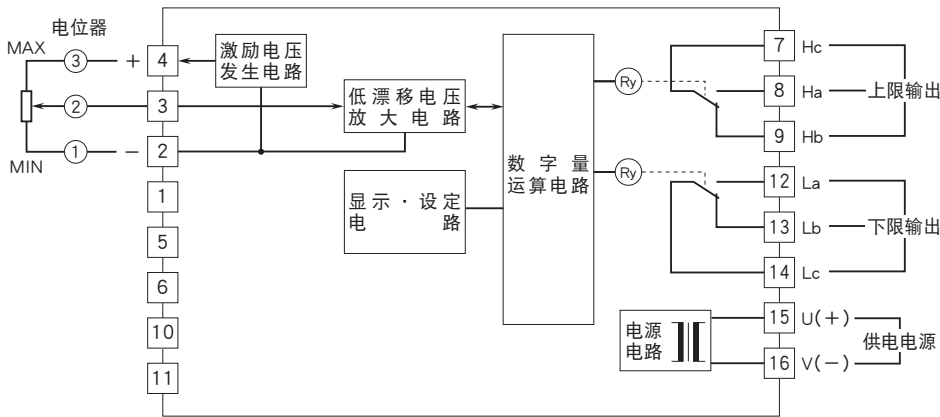 电位器
MAX
③
+
4
②
3
①
−
2
MIN
1
5
6
10
11
激励电压
发生电路
低漂移电压
放大电路
显示·设定
电路
数字量
运算电路
Ry
Ry
电源
电路
7 Hc
8 Ha
上限输出
9 Hb
12 La
13 Lb
下限输出
14 Lc
15 U(+)
供电电源
16 V(−)